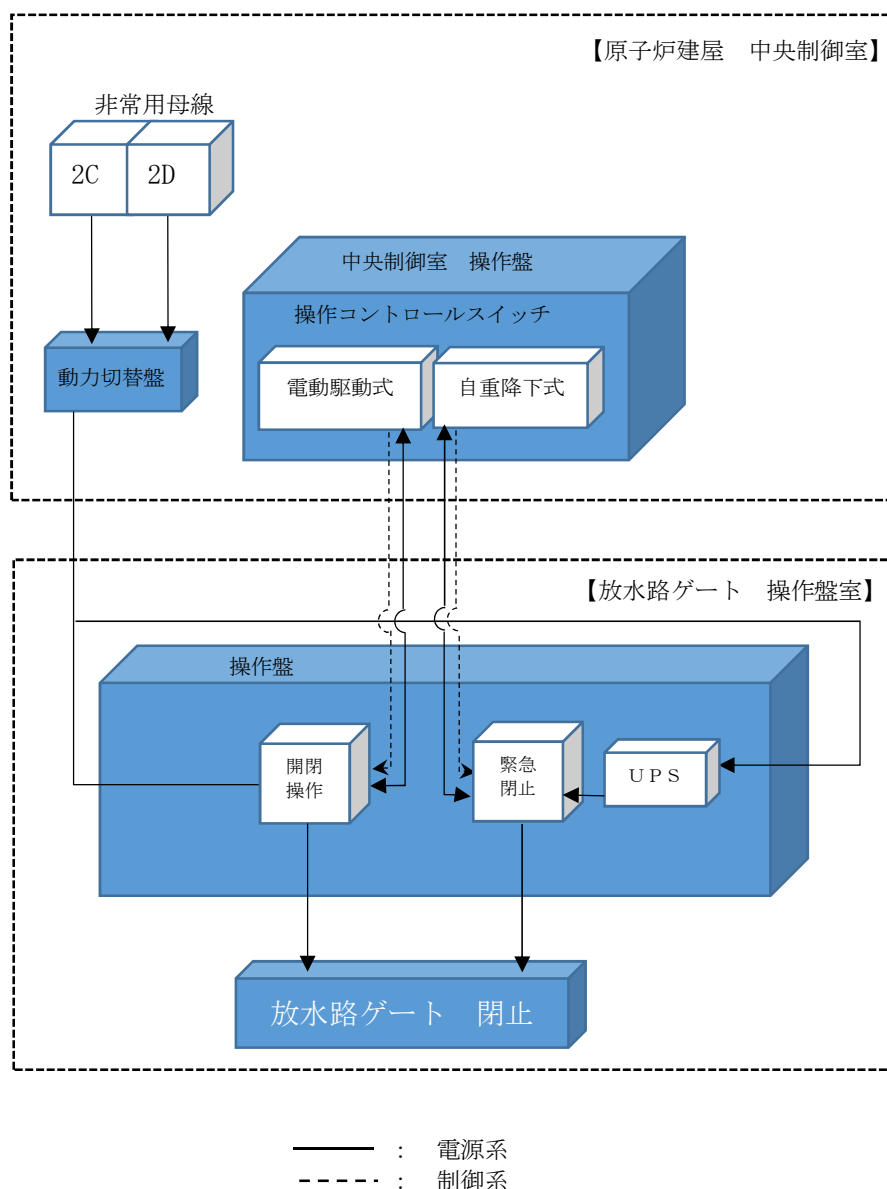 【原子炉建屋　中央制御室】
非常用母線
2C
2D
中央制御室　操作盤
操作コントロールスイッチ
動力切替盤
電動駆動式
自重降下式
【放水路ゲート　操作盤室】
操作盤
開閉
操作
緊急
閉止
ＵＰＳ
放水路ゲート　閉止
：　電源系
：　制御系